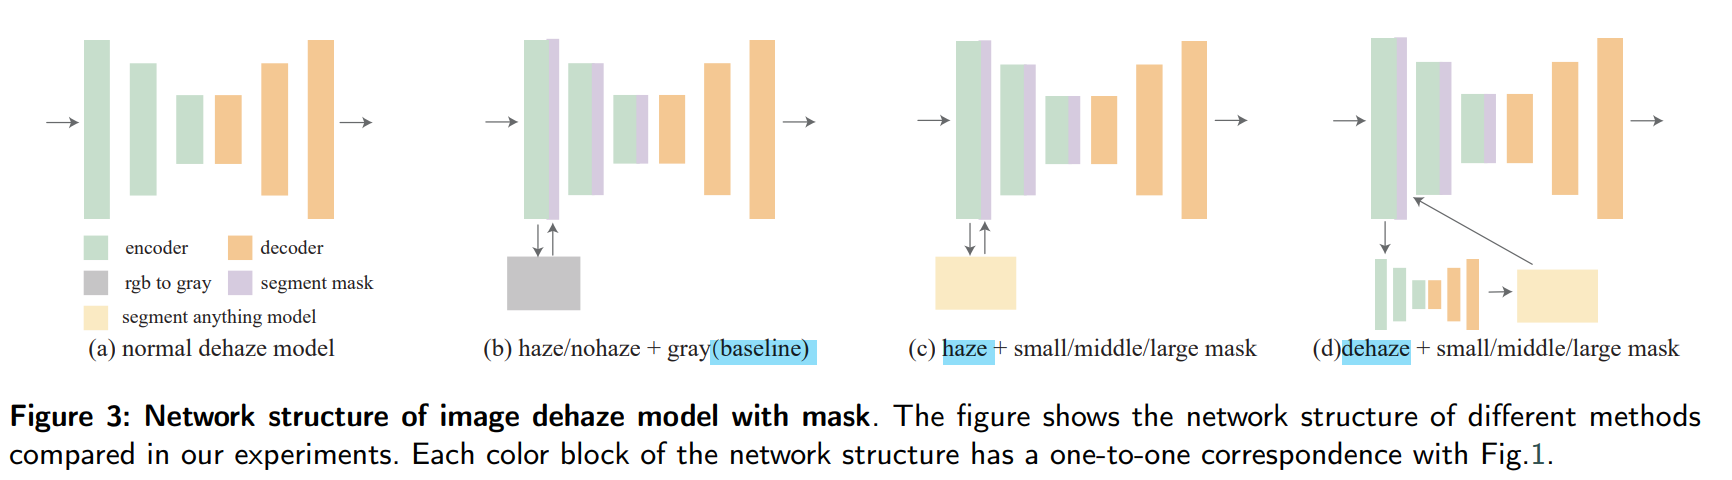 encoder
decoder
rgb to gray
segment mask
segment anything model
(a) normal dehaze model
(b) haze/nohaze + gray(baseline)
(c) haze + small/middle/large mask
(d)dehaze + small/middle/large mask
Figure 3: Network structure of image dehaze model with mask. The figure shows the network structure of different methods
compared in our experiments. Each color block of the network structure has a one-to-one correspondence with Fig.1.